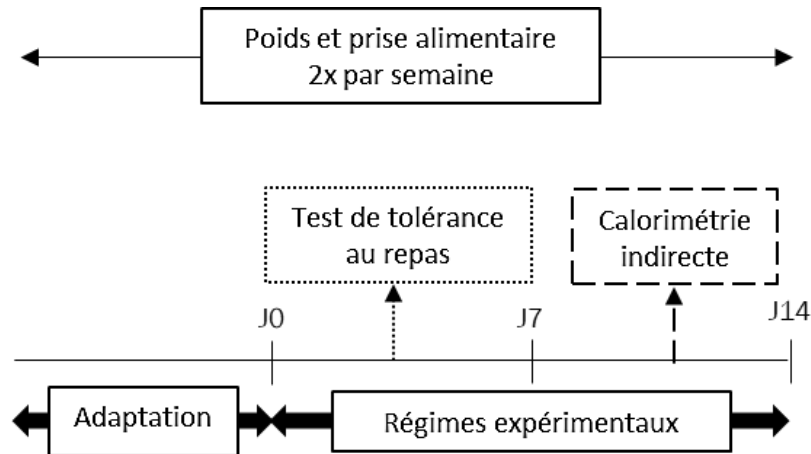 Poids et prise alimentaire
2x par semaine
Test de tolérance
au repas
Calorimétrie
indirecte
J0
J7
J14
Adaptation
Régimes expérimentaux